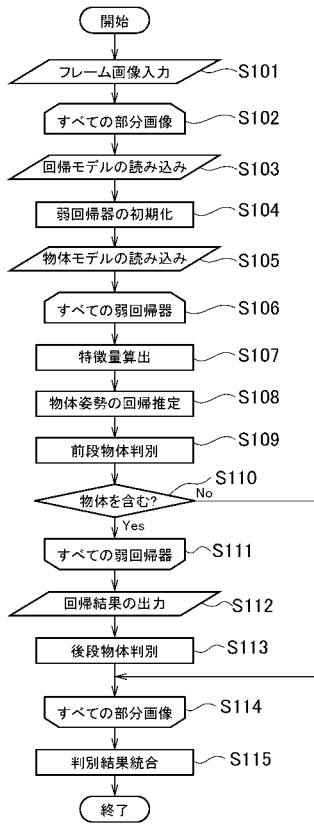 開始
フレーム画像入力 S101
すべての部分画像 S102
回帰モデルの読み込み S103
弱回帰器の初期化 S104
物体モデルの読み込み S105
すべての弱回帰器 S106
特徴量算出 S107
物体姿勢の回帰推定 S108
前段物体判別 S109
物体を含む? S110
No
Yes
すべての弱回帰器 S111
回帰結果の出力 S112
後段物体判別 S113
すべての部分画像 S114
判別結果統合 S115
終了